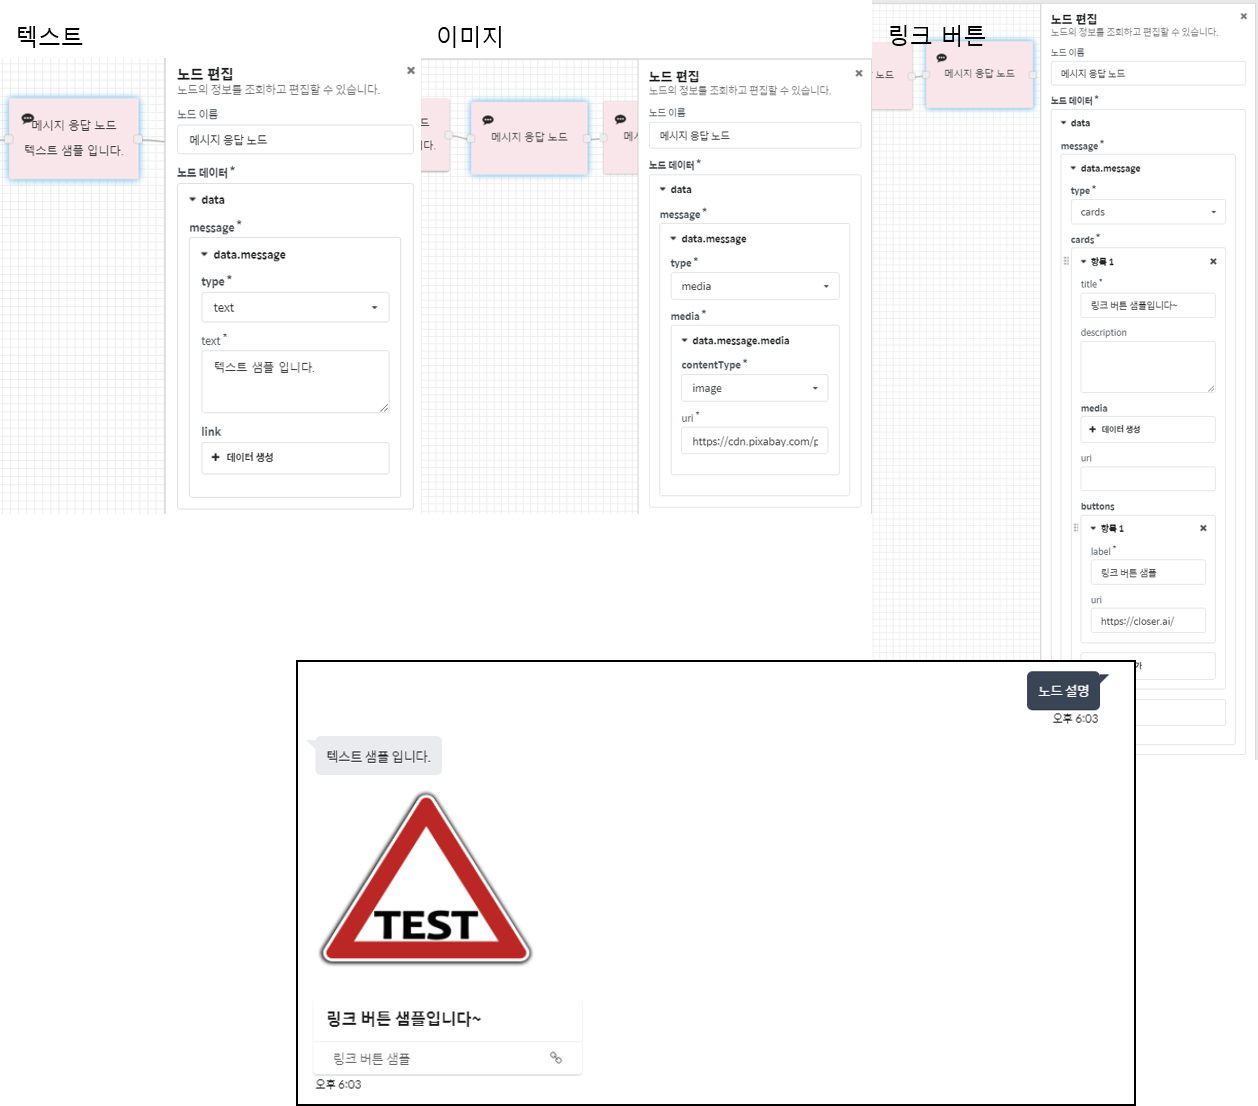 텍스트
메시지 응답 노드
텍스트 샘플 입니다.
노드 편집
노드의 정보를 조회하고 편집할 수 있습니다.
노드 이름
메시지 응답 노드
노드 데이터*
data
message*
data.message
type*
text
text*
텍스트 샘플 입니다.
link
+ 데이터 생성
이미지
메시지 응답 노드
노드 편집
노드의 정보를 조회하고 편집할 수 있습니다.
노드 이름
메시지 응답 노드
노드 데이터*
data
message*
data.message
type*
media
media*
data.message.media
contentType*
image
uri*
https://cdn.pixabay.com/p
링크 버튼
노드
메시지 응답 노드
노드 편집
노드의 정보를 조회하고 편집할 수 있습니다.
노드 이름
메시지 응답 노드
노드 데이터*
data
message*
data.message
type*
cards
cards*
항목 1
title*
링크 버튼 샘플입니다~
description
media
+ 데이터 생성
uri
buttons
항목 1
label*
링크 버튼 샘플
uri
https://closer.ai/
노드 설명
오후 6:03
텍스트 샘플 입니다.
TEST
링크 버튼 샘플입니다~
링크 버튼 샘플
오후 6:03